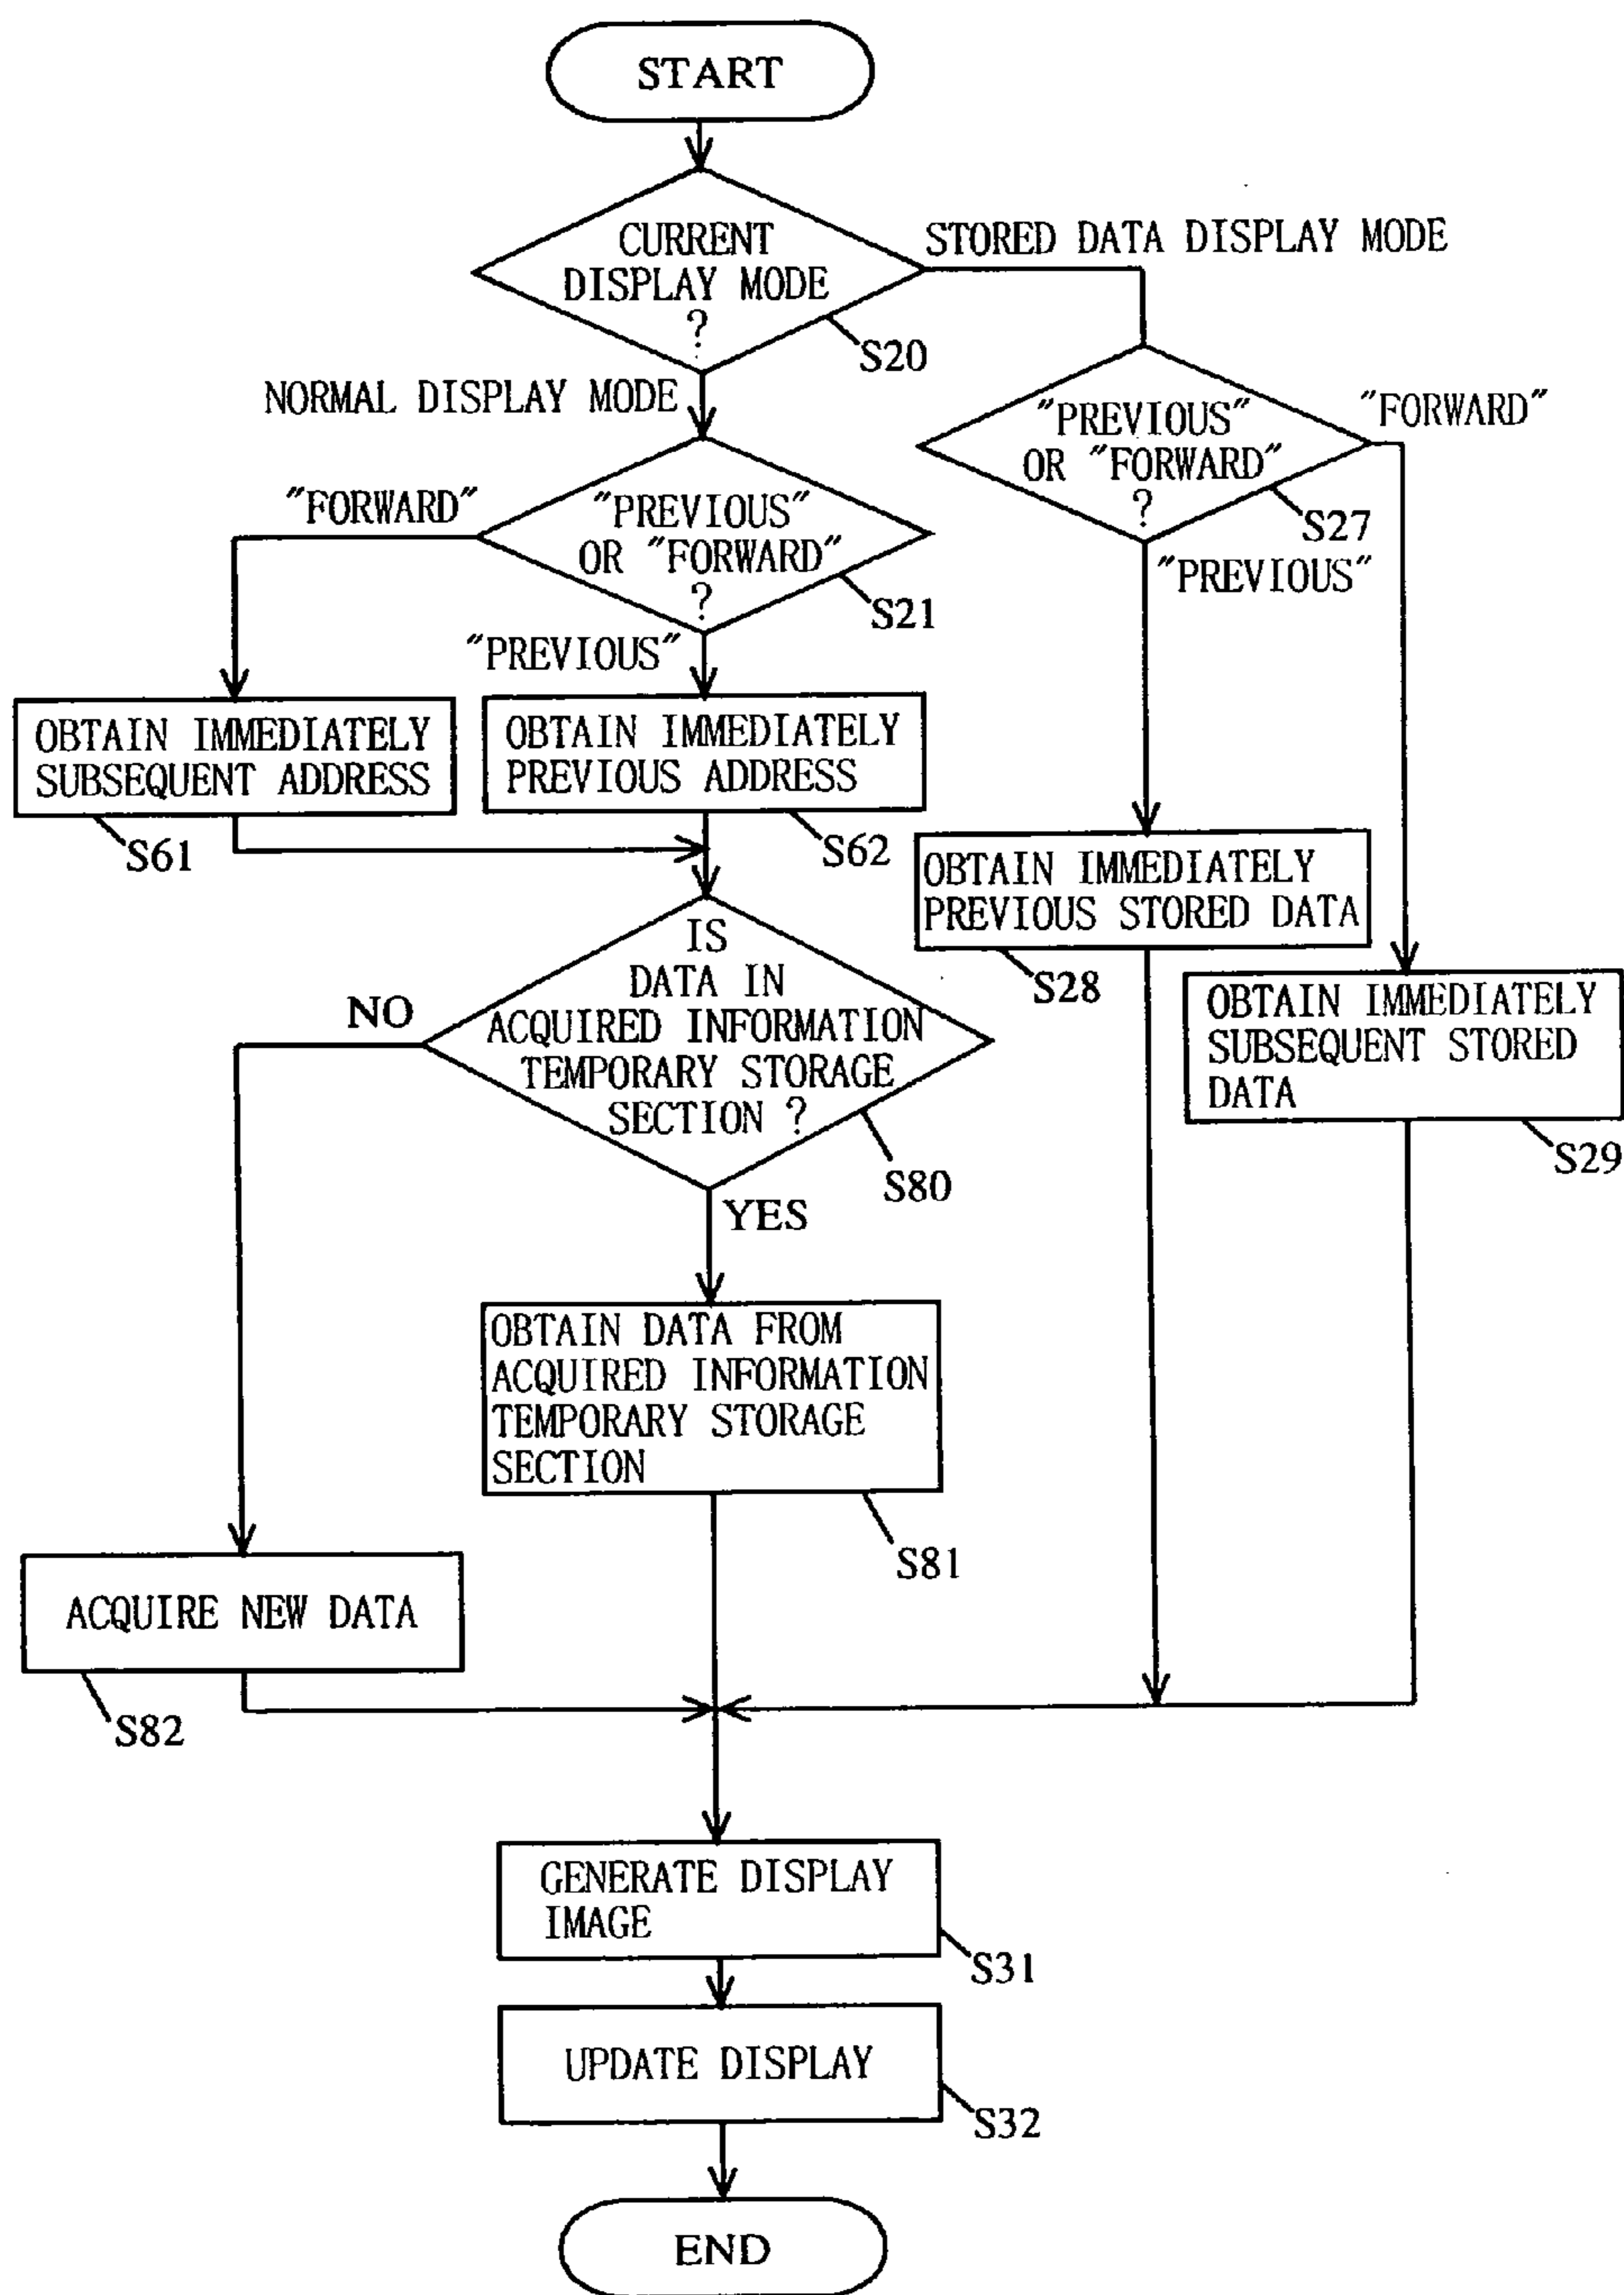 START
CURRENT
DISPLAY MODE
?
S20
STORED DATA DISPLAY MODE
NORMAL DISPLAY MODE
"PREVIOUS"
OR "FORWARD"
?
S27
"FORWARD"
"PREVIOUS"
"FORWARD"
"PREVIOUS"
OR "FORWARD"
?
S21
"PREVIOUS"
OBTAIN IMMEDIATELY
SUBSEQUENT ADDRESS
S61
OBTAIN IMMEDIATELY
PREVIOUS ADDRESS
S62
OBTAIN IMMEDIATELY
PREVIOUS STORED DATA
S28
OBTAIN IMMEDIATELY
SUBSEQUENT STORED
DATA
S29
IS
DATA IN
ACQUIRED INFORMATION
TEMPORARY STORAGE
SECTION ?
S80
NO
YES
OBTAIN DATA FROM
ACQUIRED INFORMATION
TEMPORARY STORAGE
SECTION
S81
ACQUIRE NEW DATA
S82
GENERATE DISPLAY
IMAGE
S31
UPDATE DISPLAY
S32
END